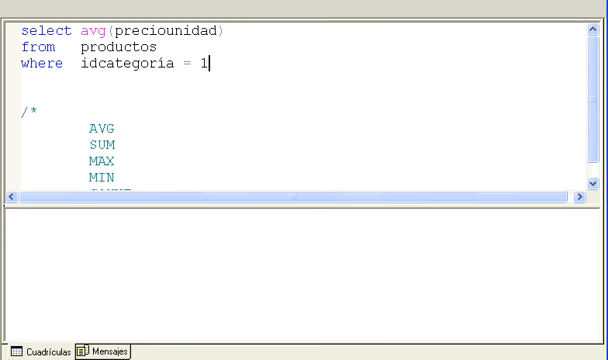 select avg(preciounidad)
from productos
where idcategoría = 1
/*
AVG
SUM
MAX
MIN
Cuadrículas Mensajes